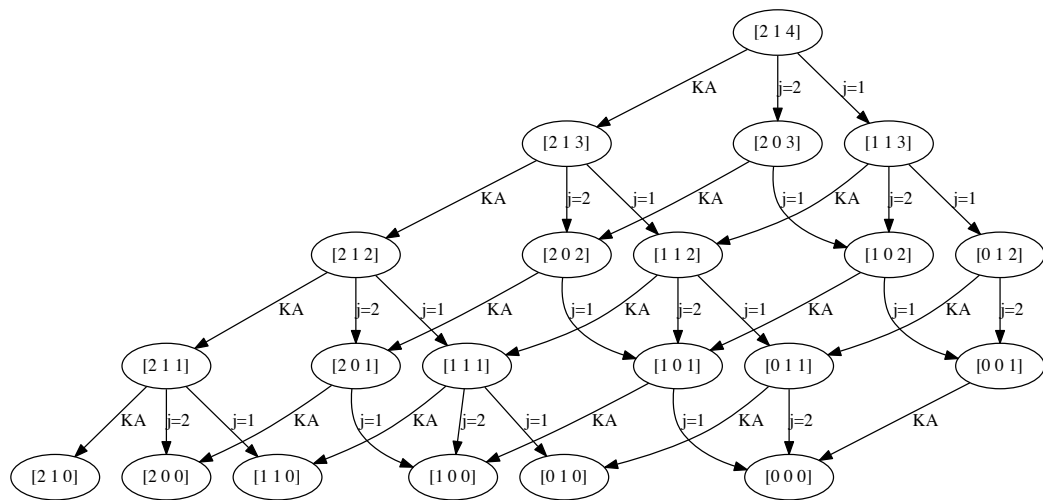 [2 1 4]
KA j=2 j=1
[2 1 3] [2 0 3] [1 1 3]
KA j=2 j=1 KA j=1 KA j=2 j=1
[2 1 2] [2 0 2] [1 1 2] [1 0 2] [0 1 2]
KA j=2 j=1 KA j=1 KA j=2 j=1 KA j=1 KA j=2
[2 1 1] [2 0 1] [1 1 1] [1 0 1] [0 1 1] [0 0 1]
KA j=2 j=1 KA j=1 KA j=2 j=1 KA j=1 KA j=2 KA
[2 1 0] [2 0 0] [1 1 0] [1 0 0] [0 1 0] [0 0 0]